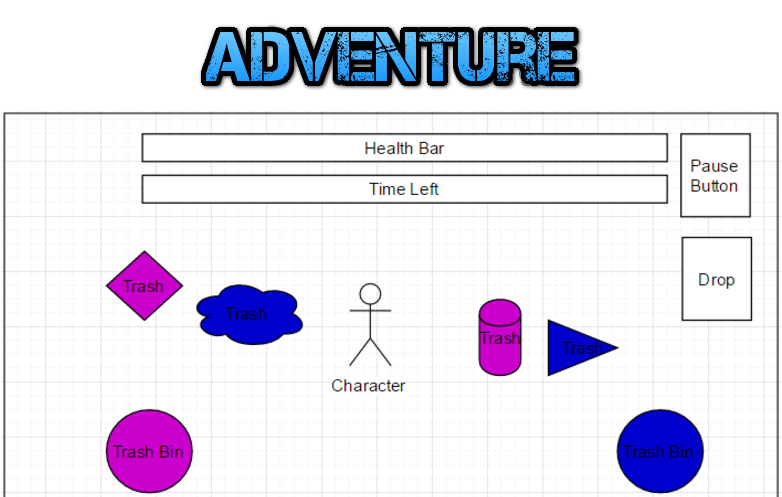 ADVENTURE
Health Bar
Time Left
Pause
Button
Drop
Trash
Trash
Trash
Trash
Character
Trash Bin
Trash Bin